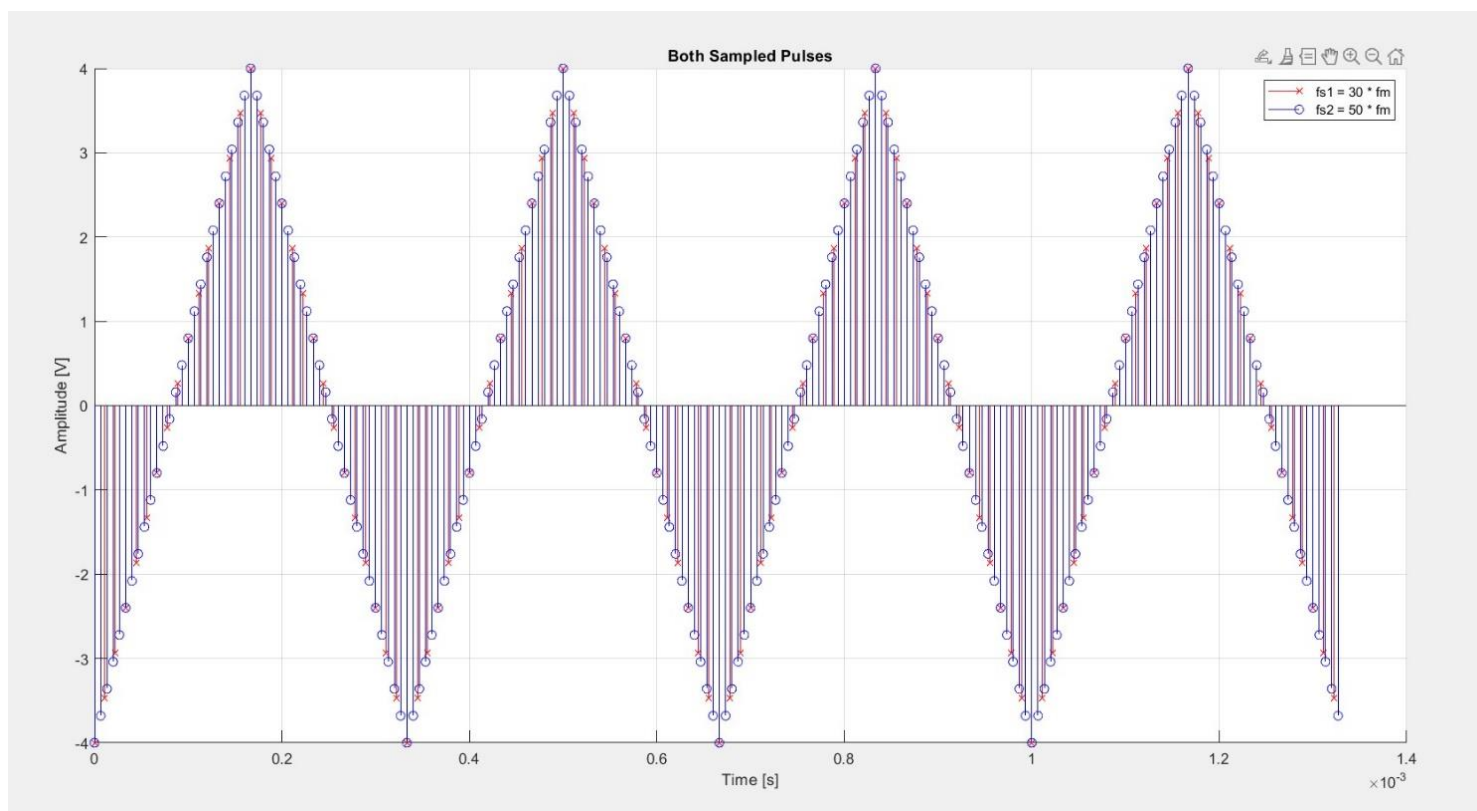 Both Sampled Pulses
fs1 = 30 * fm
fs2 = 50 * fm
4
3
2
1
0
-1
-2
-3
-4
Amplitude [V]
0 0.2 0.4 0.6 0.8 1 1.2 1.4
Time [s]
×10⁻³